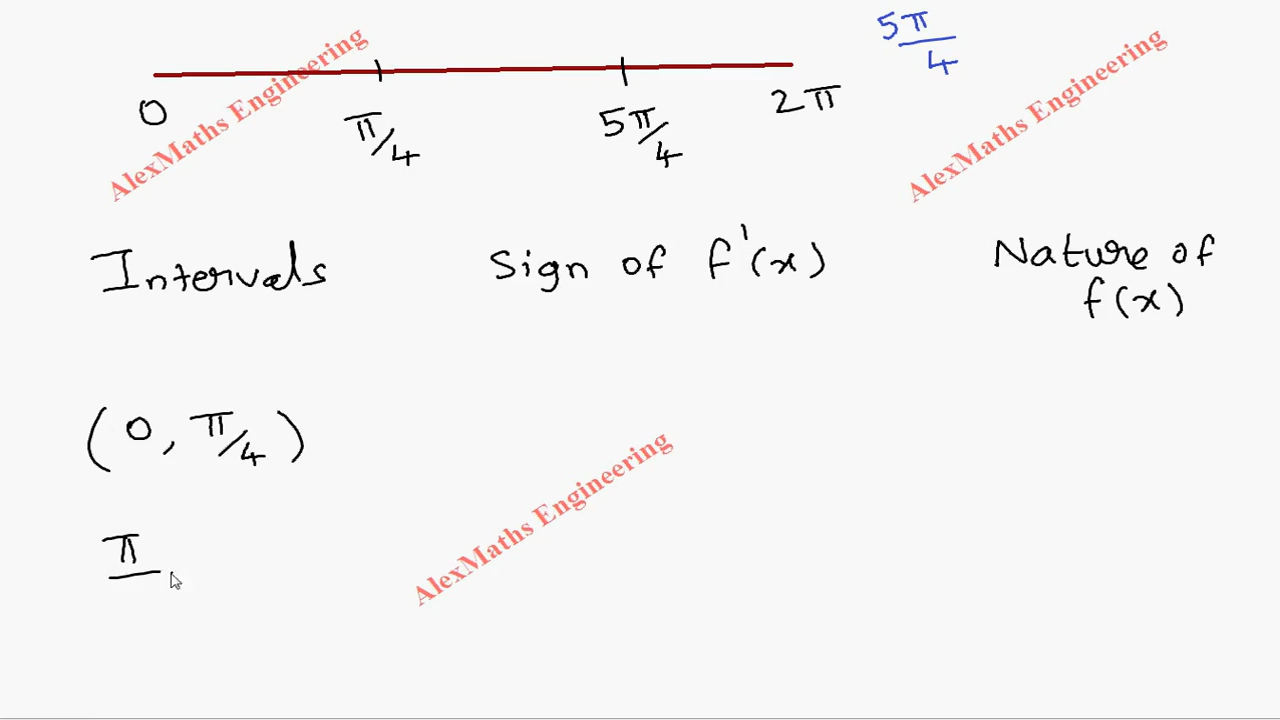 5π/4
0 π/4 5π/4 2π
Intervals Sign of f'(x) Nature of
f(x)
(0, π/4)
π
AlexMaths Engineering
AlexMaths Engineering
AlexMaths Engineering